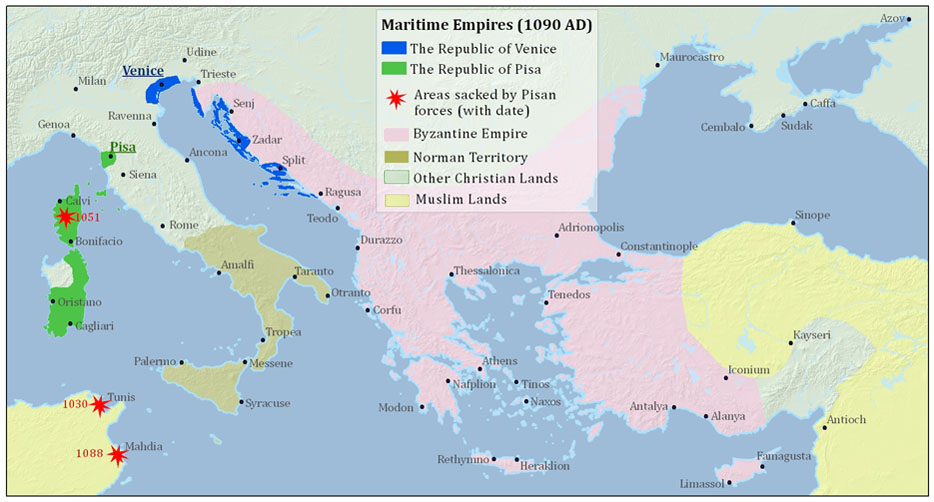 Maritime Empires (1090 AD)
The Republic of Venice
The Republic of Pisa
Areas sacked by Pisan
forces (with date)
Byzantine Empire
Norman Territory
Other Christian Lands
Muslim Lands
Azov
Udine
Venice
Trieste
Maurocastro
Milan
Senj
Caffa
Ravenna
Genoa
Cembalo
Sudak
Zadar
Pisa
Ancona
Split
Siena
Ragusa
Calvi
1051
Teodo
Sinope
Rome
Adrionopolis
Bonifacio
Durazzo
Constantinople
Amalfi
Taranto
Thessalonica
Otranto
Tenedos
Oristano
Corfu
Cagliari
Tropea
Kayseri
Palermo
Messene
Athens
Iconium
Nafplion
Tinos
Tunis
1030
Syracuse
Modon
Naxos
Antalya
Alanya
Antioch
Mahdia
1088
Rethymno
Heraklion
Famagusta
Limassol